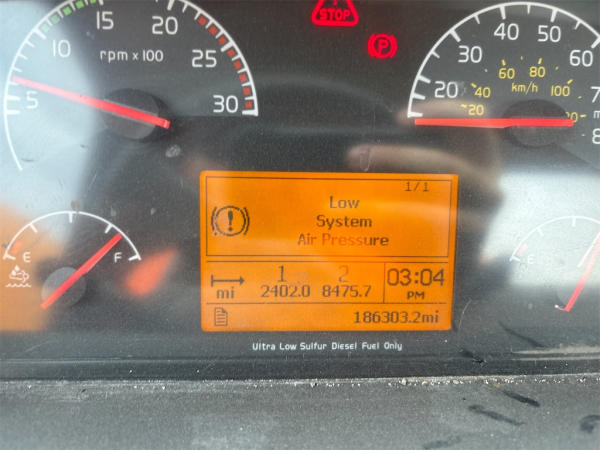 STOP
P
5 10 15 20 25 30
rpm x 100
20 30 40 50 60
20 40 60 80 100
km/h
E F
E
1/1
Low
System
Air Pressure
1 2
mi 2402.0 8475.7
03:04
PM
186303.2mi
Ultra Low Sulfur Diesel Fuel Only